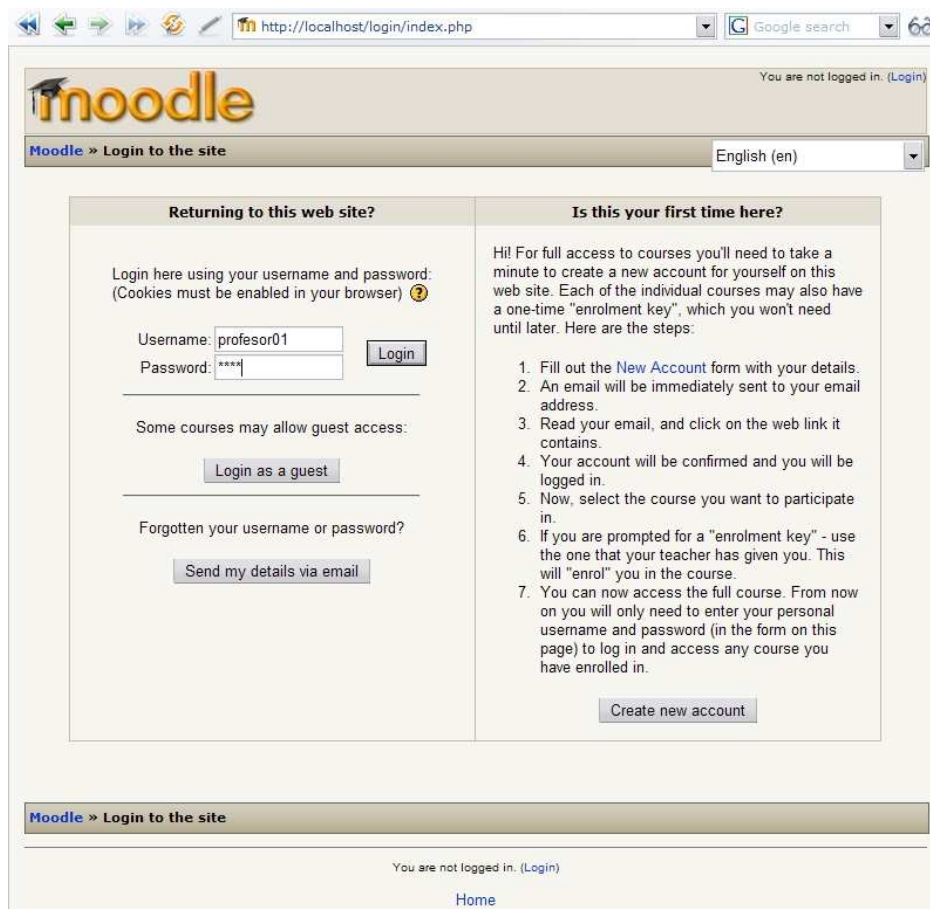 http://localhost/login/index.php
Google search
moodle
You are not logged in. (Login)
Moodle » Login to the site
English (en)
Returning to this web site?
Login here using your username and password:
(Cookies must be enabled in your browser) ?
Username: profesor01
Password: ****
Login
Some courses may allow guest access:
Login as a guest
Forgotten your username or password?
Send my details via email
Is this your first time here?
Hi! For full access to courses you'll need to take a
minute to create a new account for yourself on this
web site. Each of the individual courses may also have
a one-time "enrolment key", which you won't need
until later. Here are the steps:
1. Fill out the New Account form with your details.
2. An email will be immediately sent to your email
address.
3. Read your email, and click on the web link it
contains.
4. Your account will be confirmed and you will be
logged in.
5. Now, select the course you want to participate
in.
6. If you are prompted for a "enrolment key" - use
the one that your teacher has given you. This
will "enrol" you in the course.
7. You can now access the full course. From now
on you will only need to enter your personal
username and password (in the form on this
page) to log in and access any course you
have enrolled in.
Create new account
Moodle » Login to the site
You are not logged in. (Login)
Home